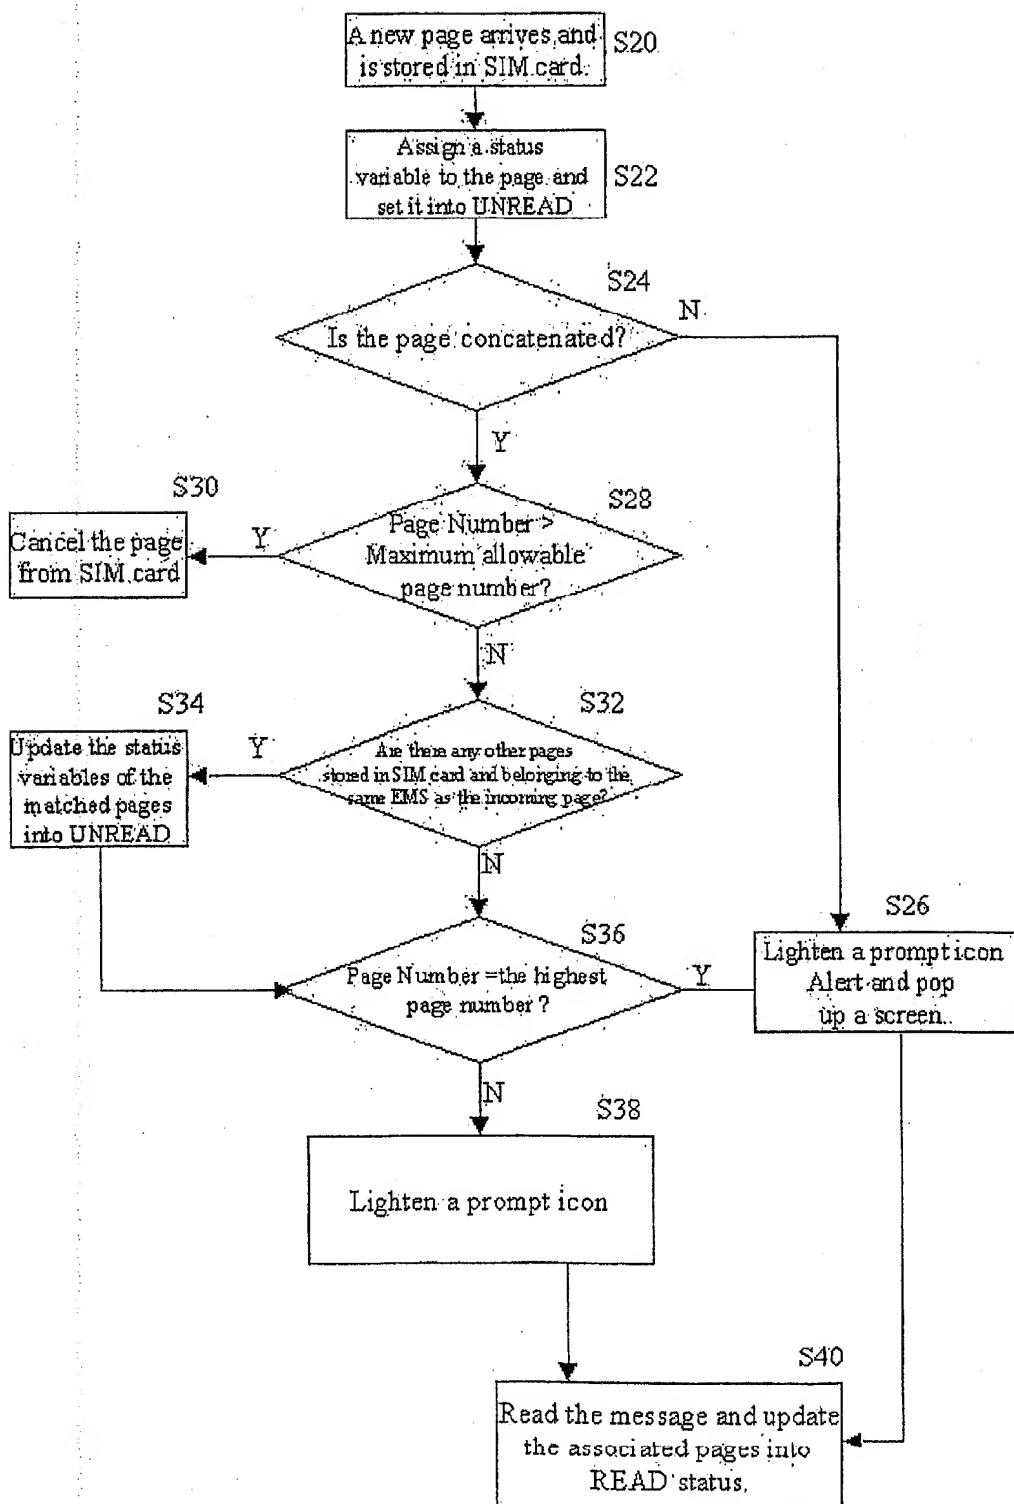 A new page arrives and
is stored in SIM card.
S20
Assign a status
variable to the page and
set it into UNREAD
S22
S24
Is the page concatenated?
N
Y
S30
S28
Cancel the page
from SIM card
Y
Page Number >
Maximum allowable
page number?
N
S34
S32
Update the status
variables of the
matched pages
into UNREAD
Y
Are there any other pages
stored in SIM card and belonging to the
same EMS as the incoming page?
N
S36
S26
Page Number = the highest
page number ?
Y
Lighten a prompt icon
Alert and pop
up a screen.
N
S38
Lighten a prompt icon
S40
Read the message and update
the associated pages into
READ status.